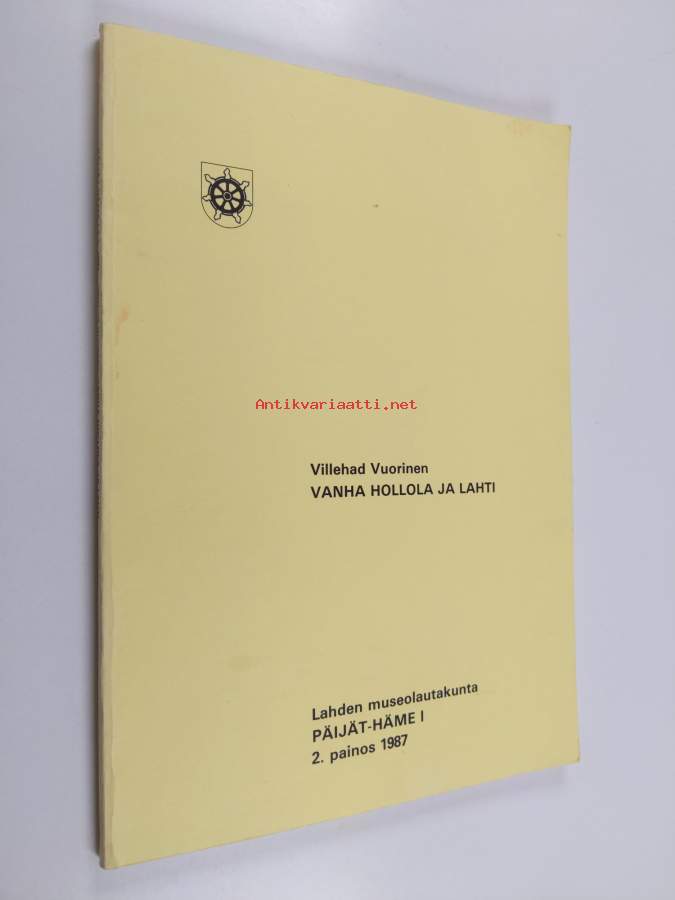 Antikvariaatti.net
Villehad Vuorinen
VANHA HOLLOLA JA LAHTI
Lahden museolautakunta
PÄIJÄT-HÄME I
2. painos 1987